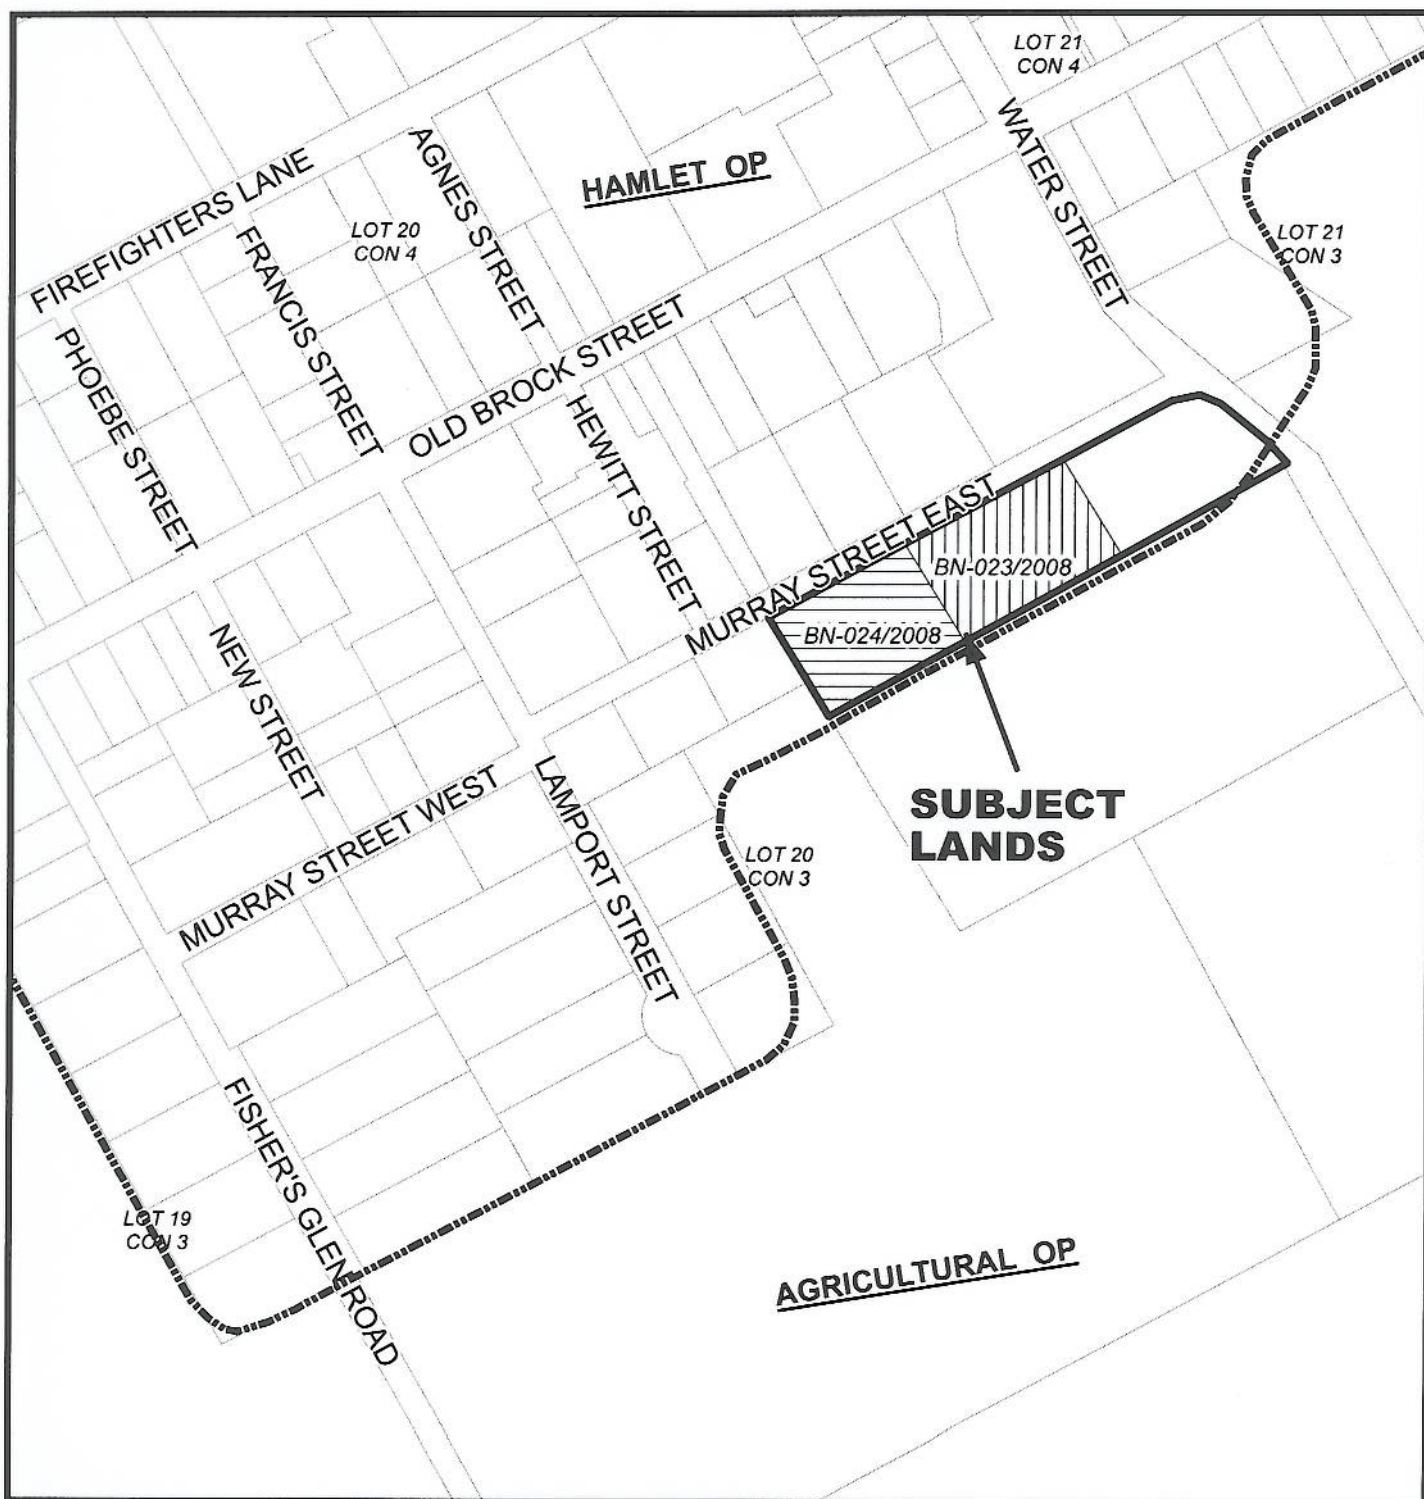 LOT 21
CON 4
WATER STREET
HAMLET OP
AGNES STREET
FIREFIGHTERS LANE
LOT 20
CON 4
FRANCIS STREET
LOT 21
CON 3
PHOEBE STREET
OLD BROCK STREET
HEWITT STREET
MURRAY STREET EAST
BN-023/2008
BN-024/2008
NEW STREET
SUBJECT
LANDS
MURRAY STREET WEST
LAMPORT STREET
LOT 20
CON 3
FISHER'S GLEN ROAD
LOT 19
CON 3
AGRICULTURAL OP